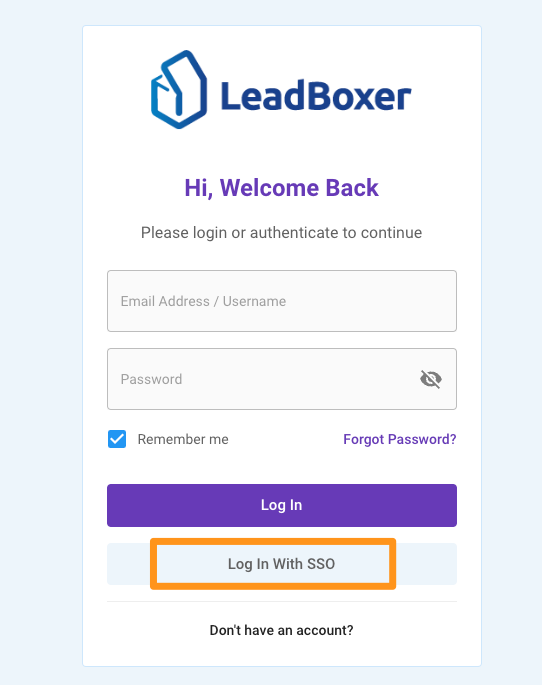 LeadBoxer
Hi, Welcome Back
Please login or authenticate to continue
Email Address / Username
Password
Remember me
Forgot Password?
Log In
Log In With SSO
Don't have an account?